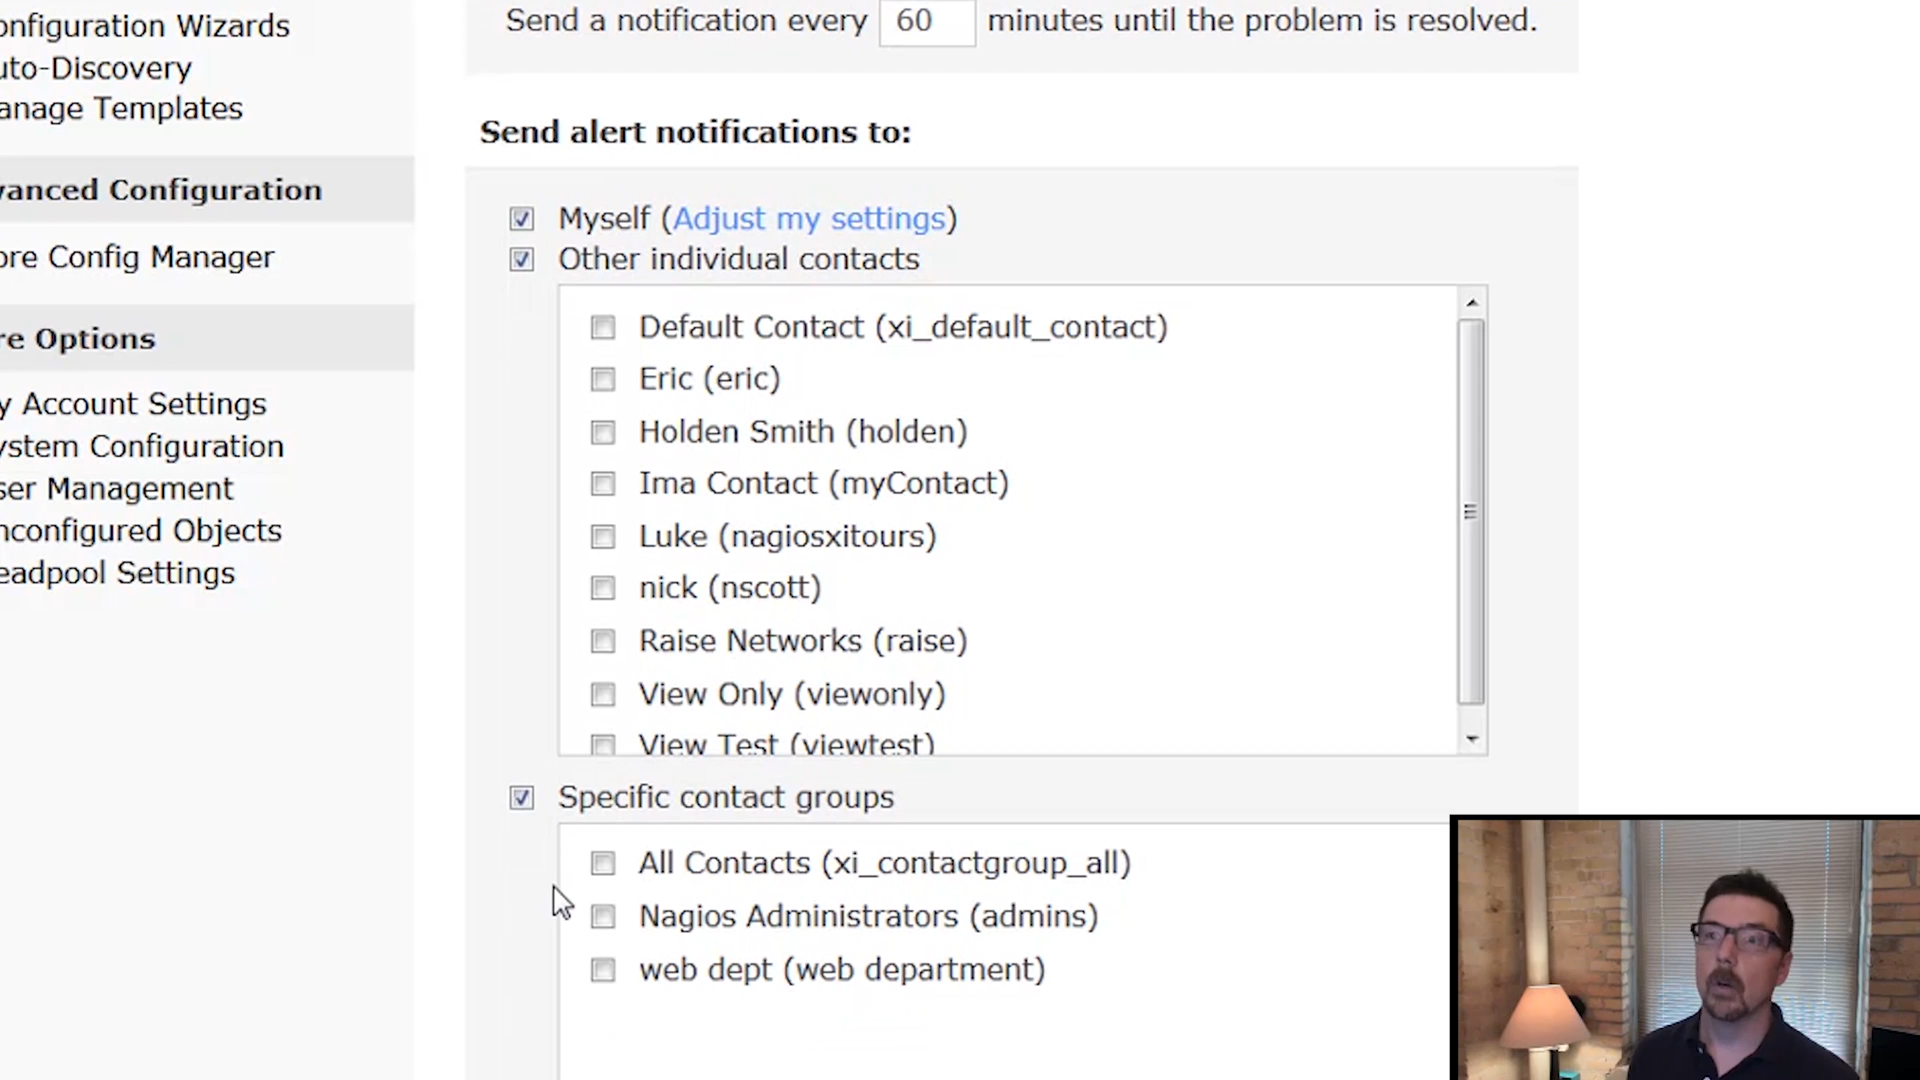 onfiguration Wizards
uto-Discovery
anage Templates
vanced Configuration
ore Config Manager
re Options
y Account Settings
ystem Configuration
ser Management
nconfigured Objects
eadpool Settings
Send a notification every 60 minutes until the problem is resolved.
Send alert notifications to:
Myself (Adjust my settings)
Other individual contacts
Default Contact (xi_default_contact)
Eric (eric)
Holden Smith (holden)
Ima Contact (myContact)
Luke (nagiosxitours)
nick (nscott)
Raise Networks (raise)
View Only (viewonly)
View Test (viewtest)
Specific contact groups
All Contacts (xi_contactgroup_all)
Nagios Administrators (admins)
web dept (web department)